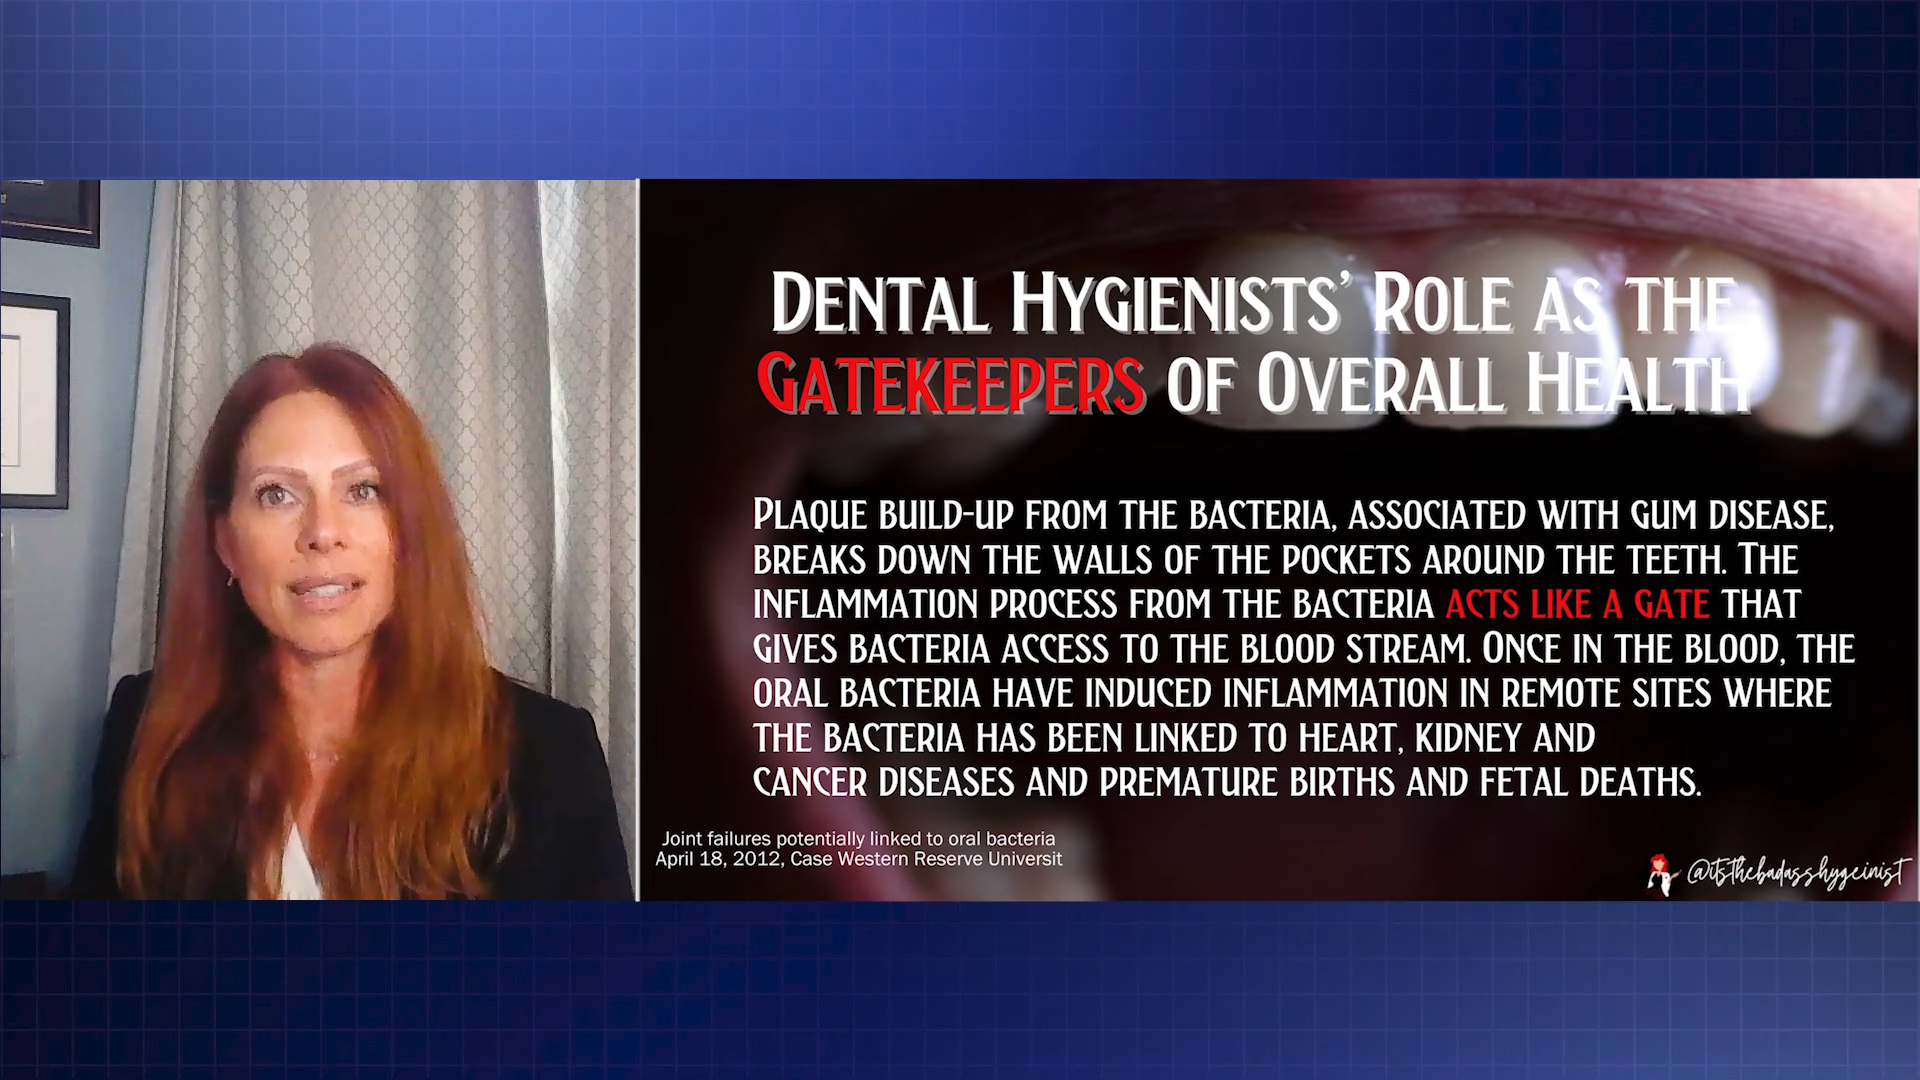 Dental Hygienists’ Role as the
Gatekeepers of Overall Health
Plaque build-up from the bacteria, associated with gum disease,
breaks down the walls of the pockets around the teeth. The
inflammation process from the bacteria acts like a gate that
gives bacteria access to the blood stream. Once in the blood, the
oral bacteria have induced inflammation in remote sites where
the bacteria has been linked to heart, kidney and
cancer diseases and premature births and fetal deaths.
Joint failures potentially linked to oral bacteria
April 18, 2012, Case Western Reserve Universit
@itsthebadasshygeinist